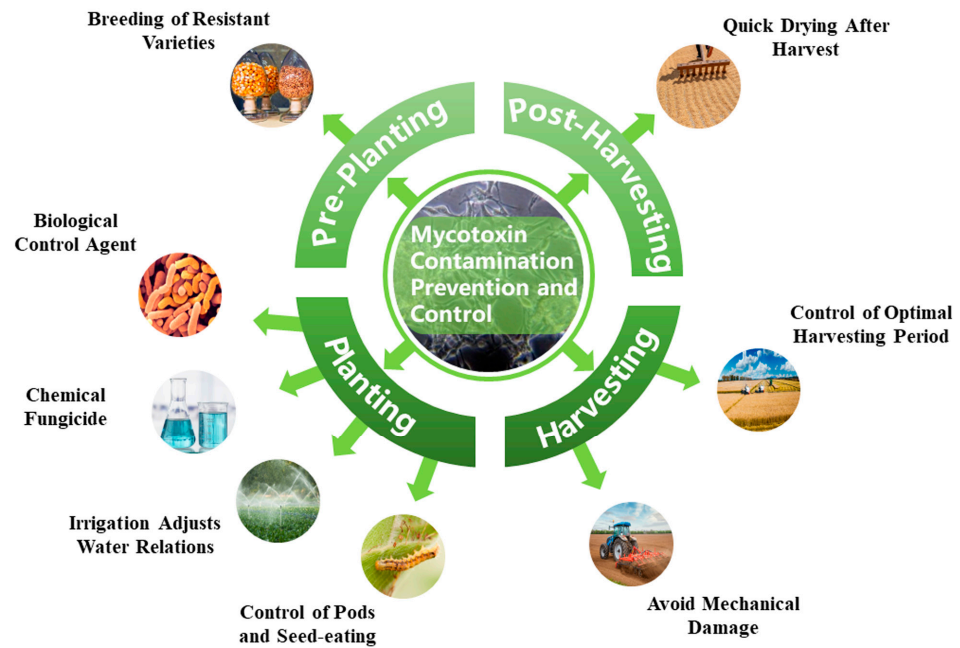 Breeding of Resistant
Varieties
Quick Drying After
Harvest
Pre-Planting
Post-Harvesting
Mycotoxin
Contamination
Prevention and
Control
Biological
Control Agent
Planting
Harvesting
Control of Optimal
Harvesting Period
Chemical
Fungicide
Irrigation Adjusts
Water Relations
Control of Pods
and Seed-eating
Avoid Mechanical
Damage